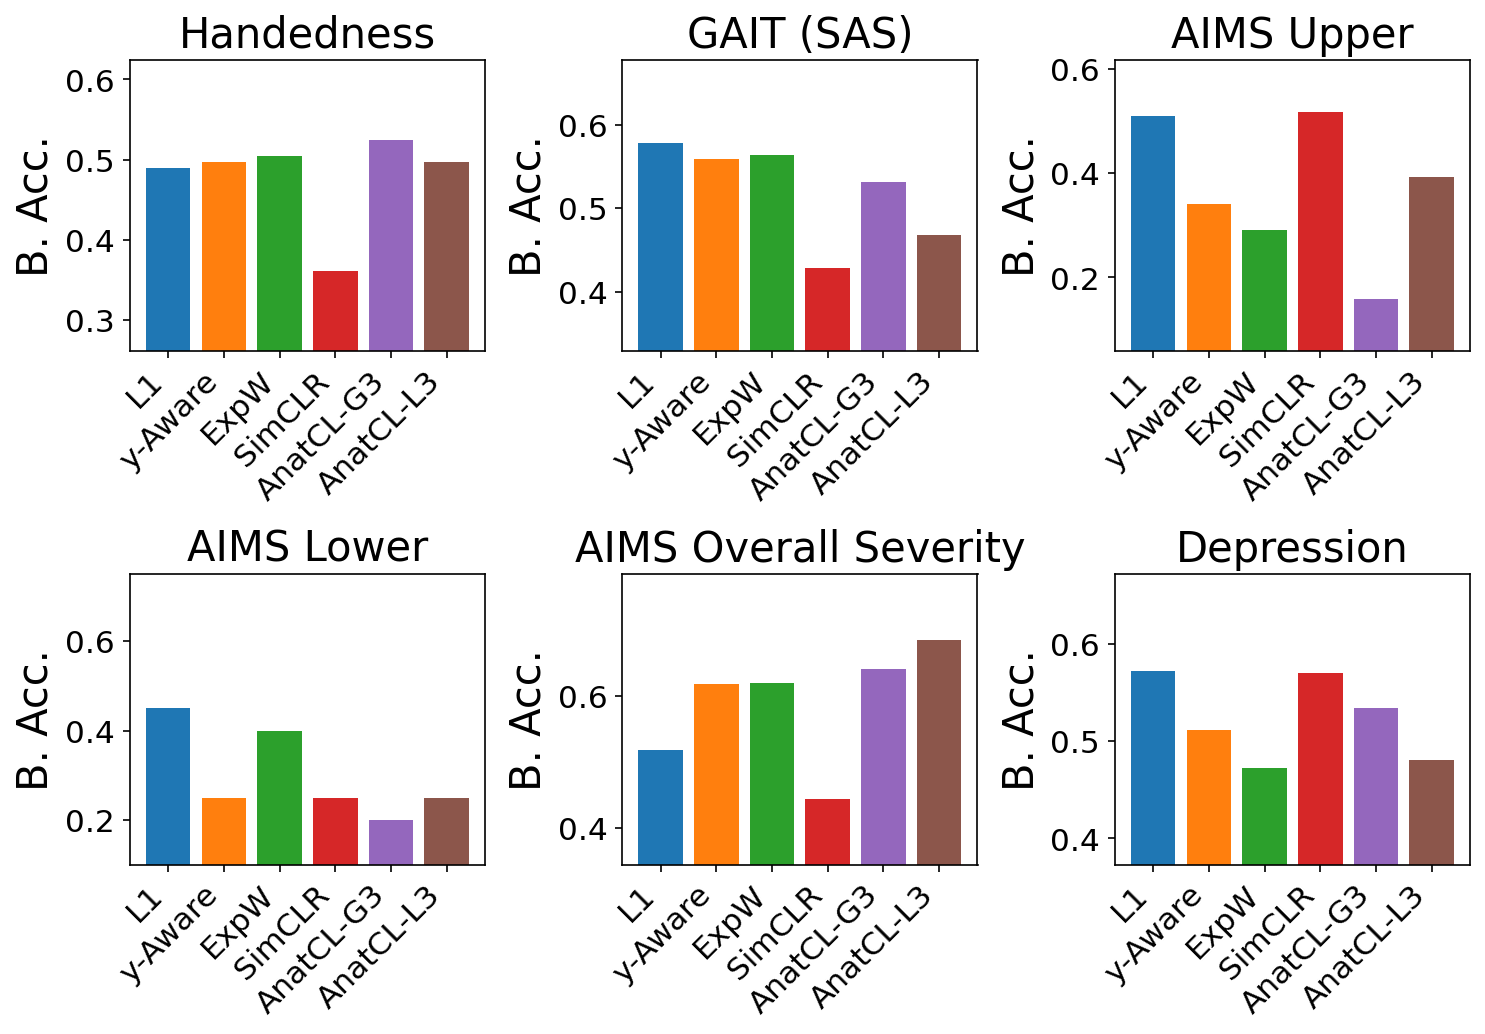 Handedness
B. Acc.
0.6
0.5
0.4
0.3
L1
y-Aware
ExpW
SimCLR
AnatCL-G3
AnatCL-L3
GAIT (SAS)
B. Acc.
0.6
0.5
0.4
L1
y-Aware
ExpW
SimCLR
AnatCL-G3
AnatCL-L3
AIMS Upper
B. Acc.
0.6
0.4
0.2
L1
y-Aware
ExpW
SimCLR
AnatCL-G3
AnatCL-L3
AIMS Lower
B. Acc.
0.6
0.4
0.2
L1
y-Aware
ExpW
SimCLR
AnatCL-G3
AnatCL-L3
AIMS Overall Severity
B. Acc.
0.6
0.4
L1
y-Aware
ExpW
SimCLR
AnatCL-G3
AnatCL-L3
Depression
B. Acc.
0.6
0.5
0.4
L1
y-Aware
ExpW
SimCLR
AnatCL-G3
AnatCL-L3